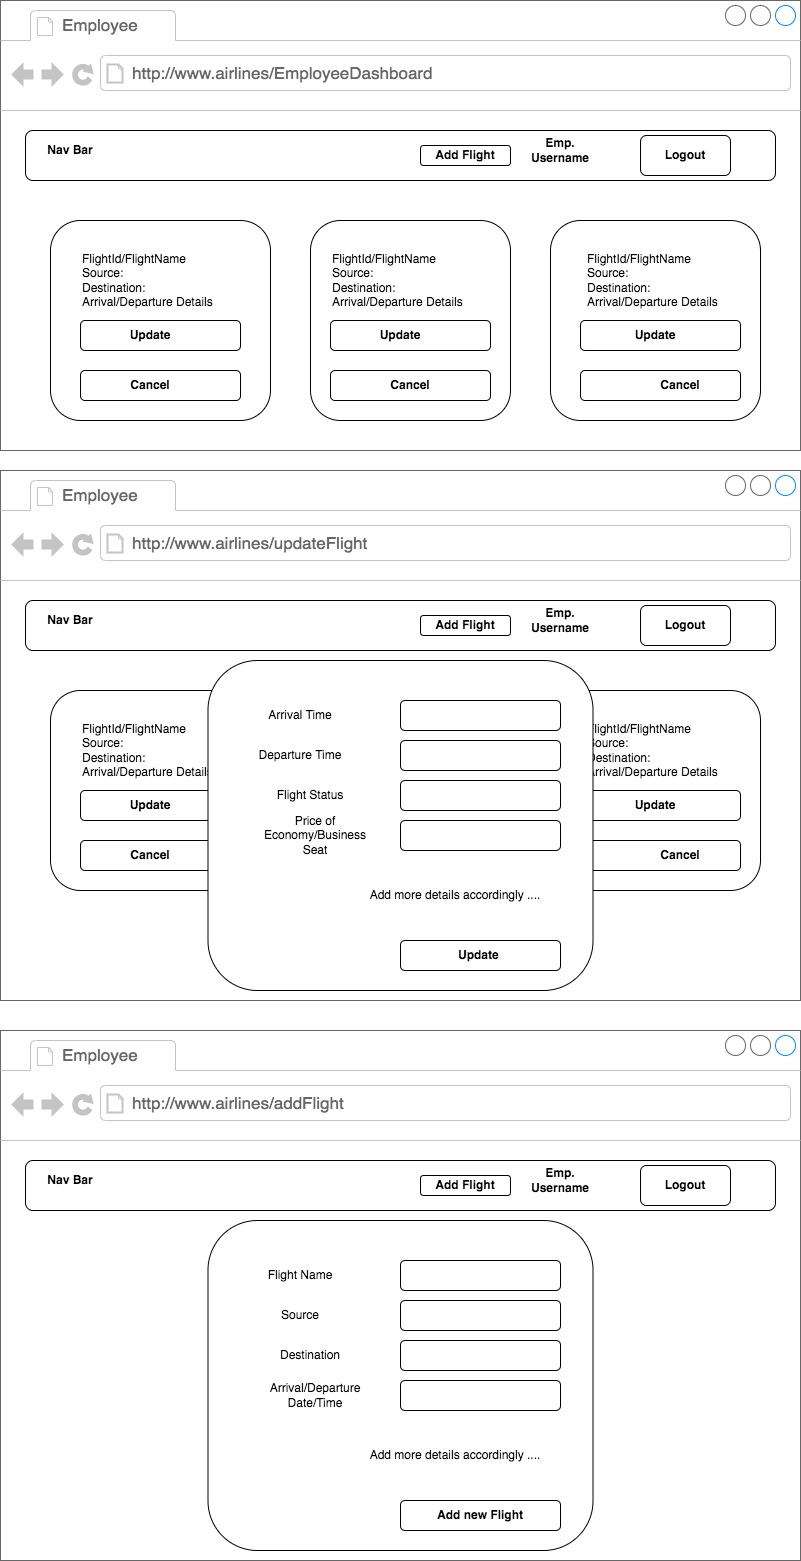 Employee
http://www.airlines/EmployeeDashboard
Nav Bar
Add Flight
Emp.
Username
Logout
FlightId/FlightName
Source:
Destination:
Arrival/Departure Details
Update
Cancel
FlightId/FlightName
Source:
Destination:
Arrival/Departure Details
Update
Cancel
FlightId/FlightName
Source:
Destination:
Arrival/Departure Details
Update
Cancel
Employee
http://www.airlines/updateFlight
Nav Bar
Add Flight
Emp.
Username
Logout
FlightId/FlightName
Source:
Destination:
Arrival/Departure Detail
Update
Cancel
Arrival Time
Departure Time
Flight Status
Price of
Economy/Business
Seat
Add more details accordingly ....
Update
lightId/FlightName
ource:
estination:
rrival/Departure Details
Update
Cancel
Employee
http://www.airlines/addFlight
Nav Bar
Add Flight
Emp.
Username
Logout
Flight Name
Source
Destination
Arrival/Departure
Date/Time
Add more details accordingly ....
Add new Flight